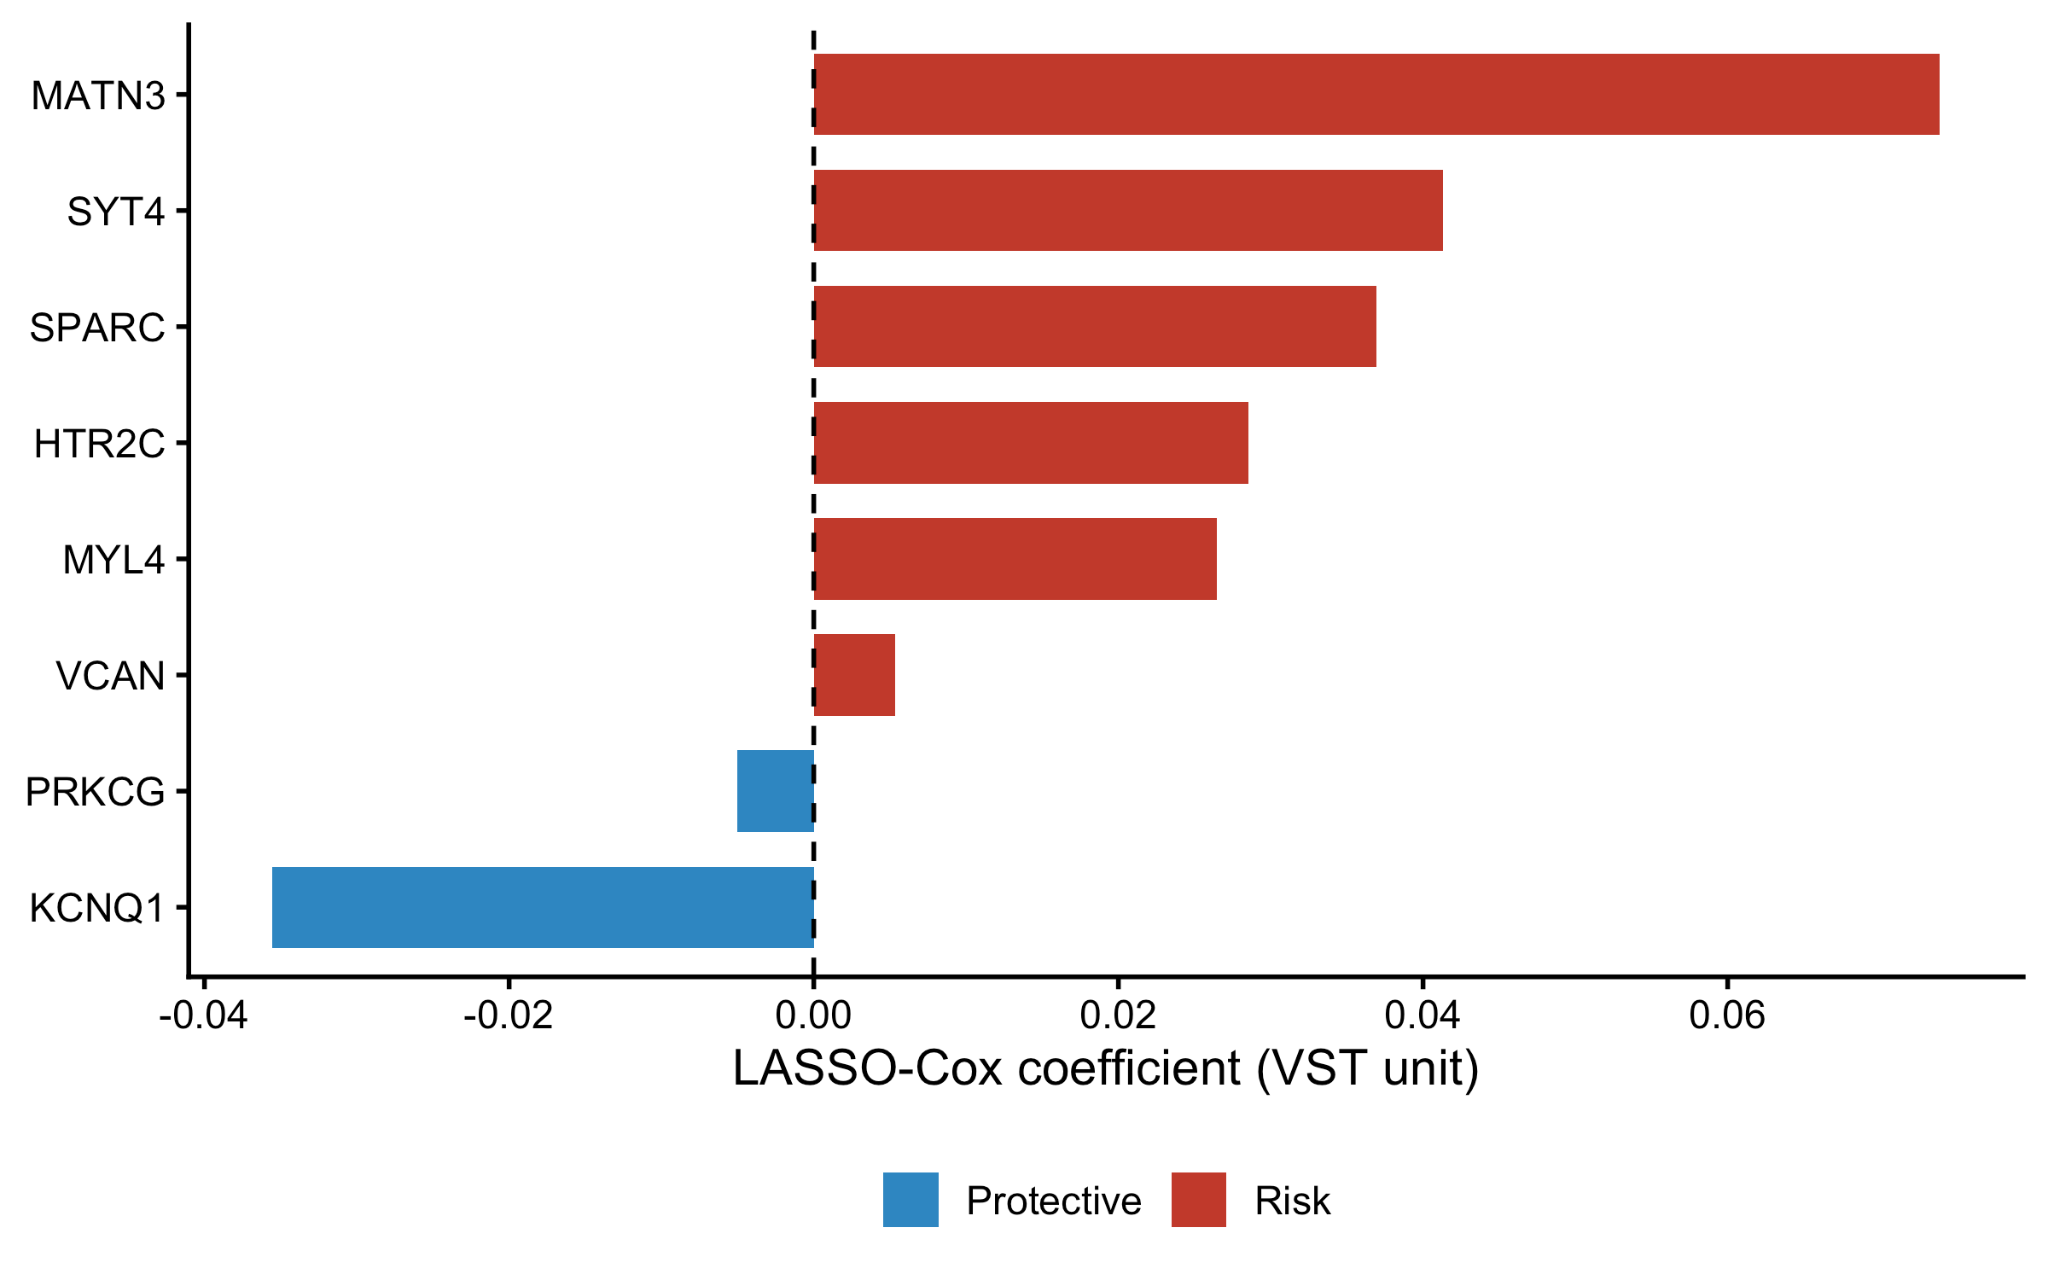 MATN3
SYT4
SPARC
HTR2C
MYL4
VCAN
PRKCG
KCNQ1
-0.04 -0.02 0.00 0.02 0.04 0.06
LASSO-Cox coefficient (VST unit)
Protective Risk